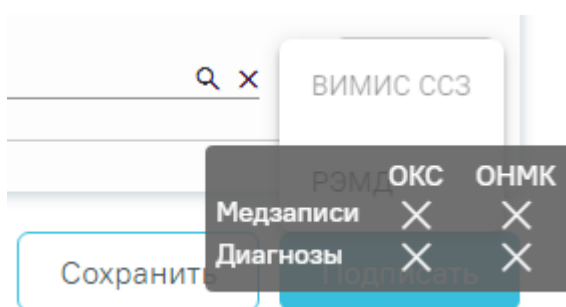 ВИМИС ССЗ
РЭМД
ОКС ОНМК
Медзаписи
Диагнозы
Сохранить
Подписать